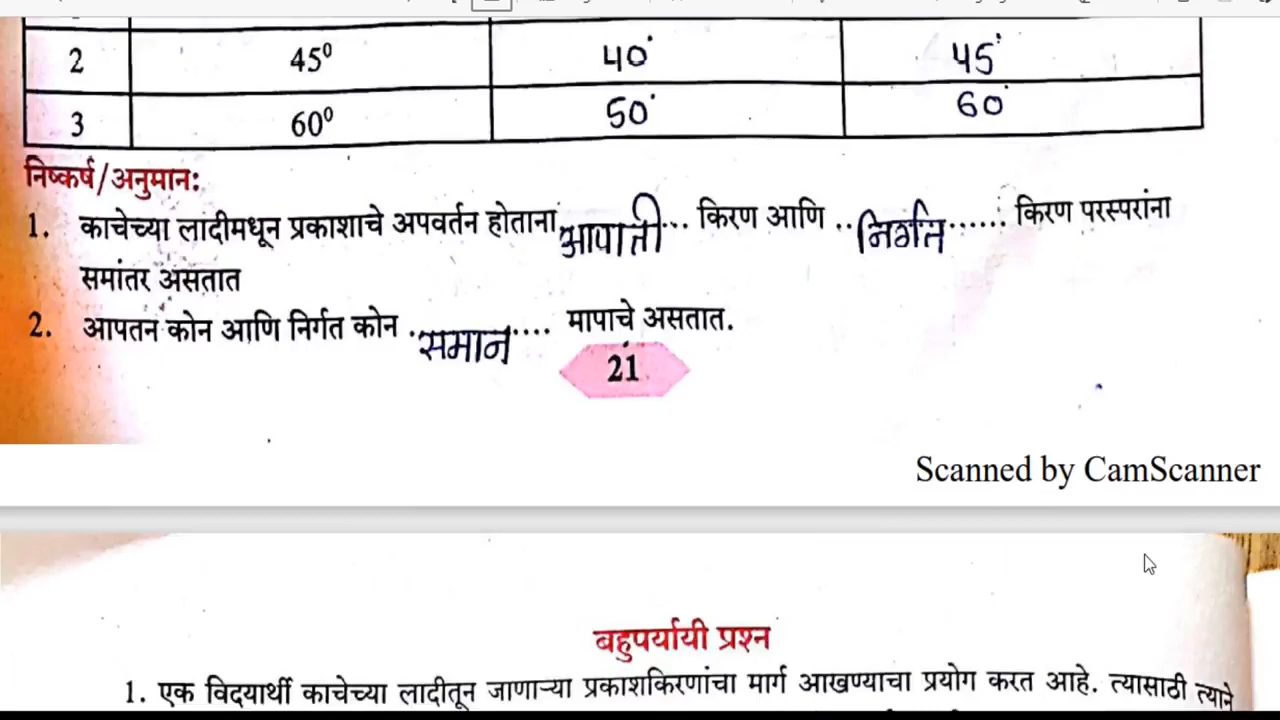 2 45⁰ 40° 45°
3 60⁰ 50° 60°
निष्कर्ष/अनुमान:
1. काचेच्या लादीमधून प्रकाशाचे अपवर्तन होताना आपाती... किरण आणि ..निर्गत...... किरण परस्परांना
समांतर असतात
2. आपतन कोन आणि निर्गत कोन .समान.... मापाचे असतात.
21
Scanned by CamScanner
बहुपर्यायी प्रश्न
1. एक विदयार्थी काचेच्या लादीतून जाणाऱ्या प्रकाशकिरणांचा मार्ग आखण्याचा प्रयोग करत आहे. त्यासाठी त्याने